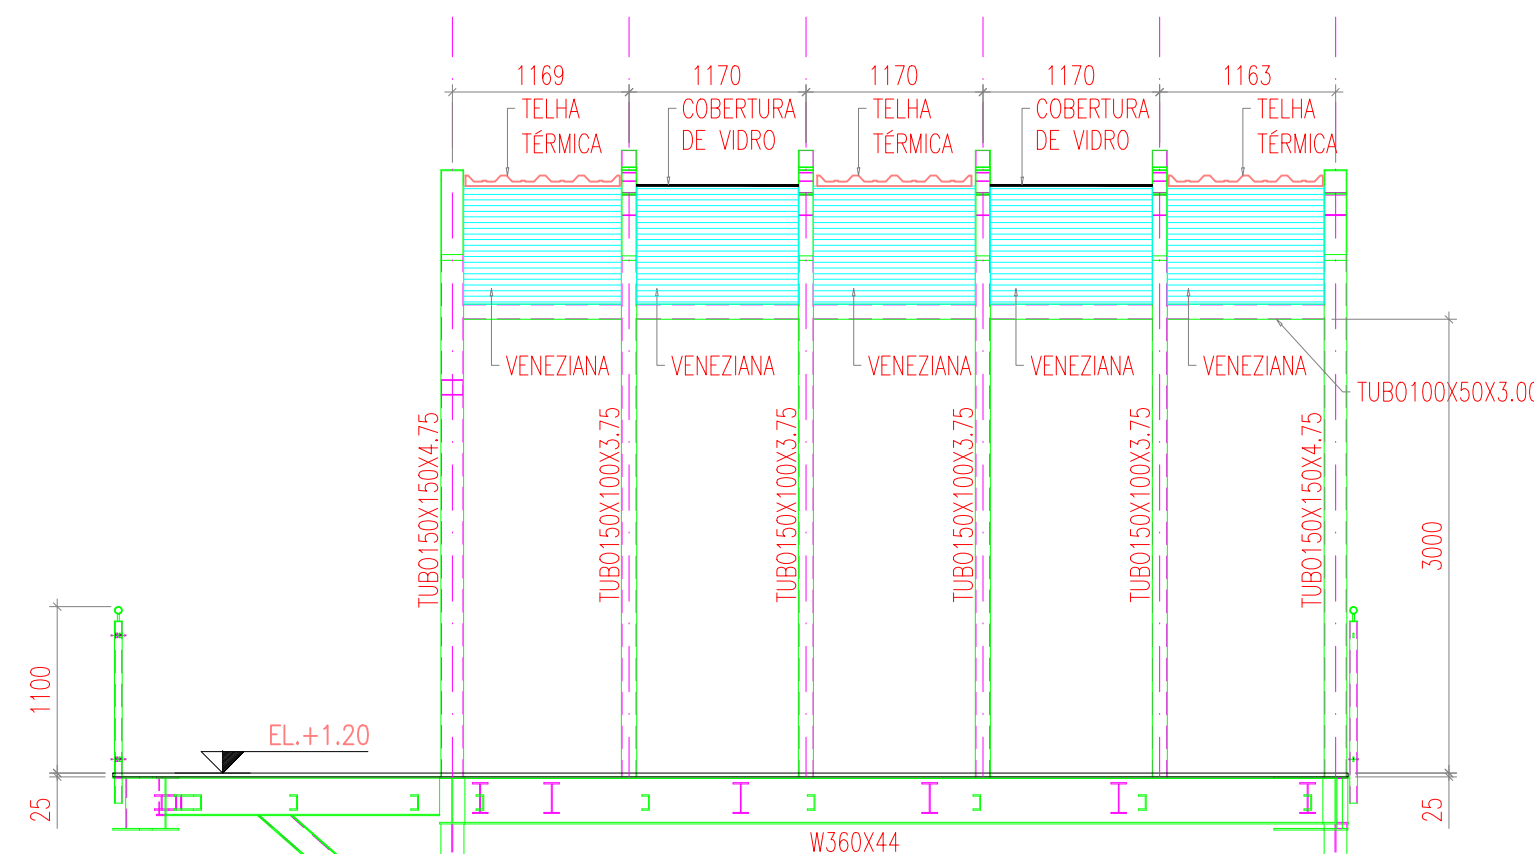 1169
1170
1170
1170
1163
TELHA
TÉRMICA
COBERTURA
DE VIDRO
TELHA
TÉRMICA
COBERTURA
DE VIDRO
TELHA
TÉRMICA
VENEZIANA
VENEZIANA
VENEZIANA
VENEZIANA
VENEZIANA
TUBO100X50X3.00
TUBO150X150X4.75
TUBO150X100X3.75
TUBO150X100X3.75
TUBO150X100X3.75
TUBO150X100X3.75
TUBO150X150X4.75
3000
1100
EL.+1.20
25
25
W360X44